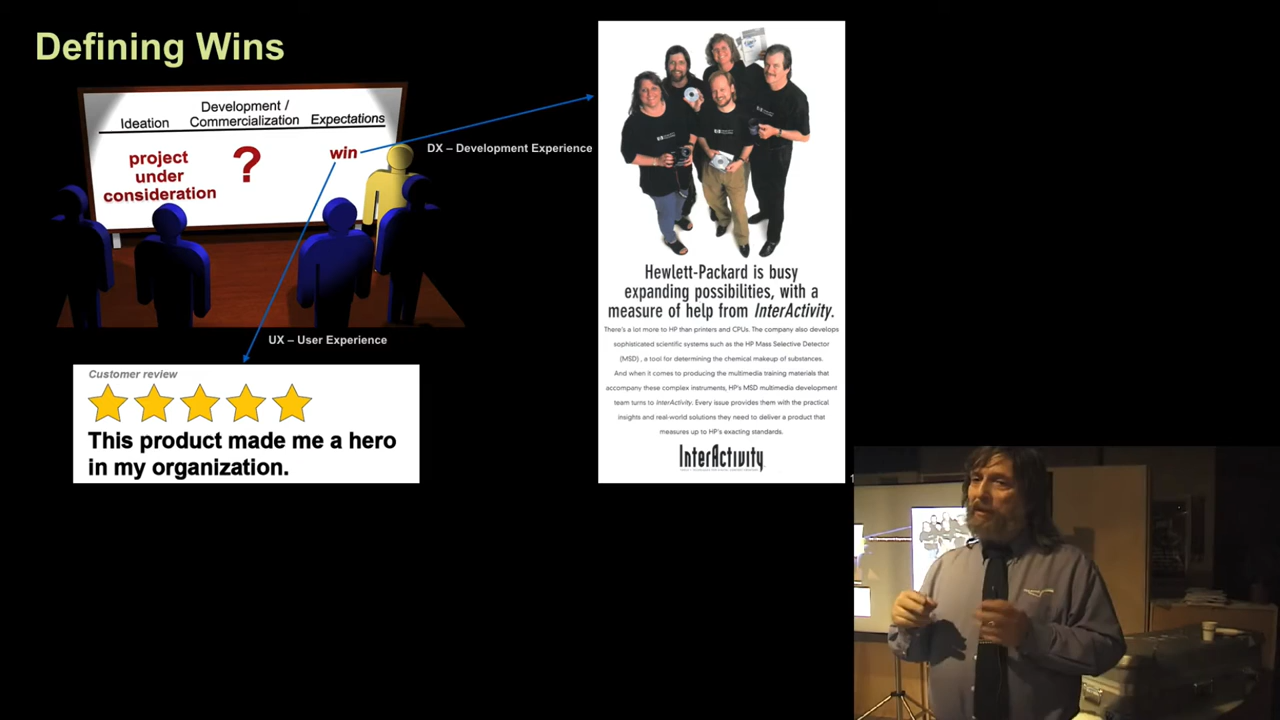 Defining Wins
Ideation
Development /
Commercialization
Expectations
project
under
consideration
?
win
DX – Development Experience
UX – User Experience
Customer review
This product made me a hero
in my organization.
Hewlett-Packard is busy
expanding possibilities, with a
measure of help from InterActivity.
There's a lot more to HP than printers and CPUs. The company also develops
sophisticated scientific systems such as the HP Mass Selective Detector
(MSD) , a tool for determining the chemical makeup of substances.
And when it comes to producing the multimedia training materials that
accompany these complex instruments, HP's MSD multimedia development
team turns to InterActivity. Every issue provides them with the practical
insights and real-world solutions they need to deliver a product that
measures up to HP's exacting standards.
InterActivity
1